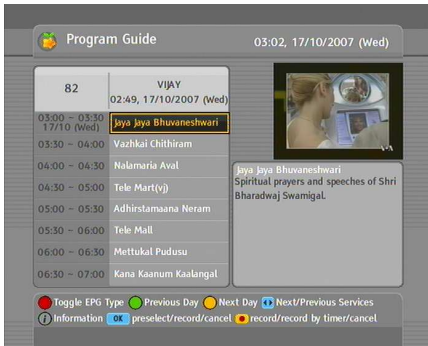 Program Guide
03:02, 17/10/2007 (Wed)
82
VIJAY
02:49, 17/10/2007 (Wed)
03:00 - 03:30
17/10 (Wed)
Jaya Jaya Bhuvaneshwari
03:30 - 04:00 Vazhkai Chithiram
04:00 - 04:30 Nalamaria Aval
04:30 - 05:00 Tele Mart(vj)
05:00 - 05:30 Adhirstamaana Neram
05:30 - 06:00 Tele Mall
06:00 - 06:30 Mettukal Pudusu
06:30 - 07:00 Kana Kaanum Kaalangal
VOA
Jaya Jaya Bhuvaneshwari
Spiritual prayers and speeches of Shri
Bharadwaj Swamigal.
Toggle EPG Type Previous Day Next Day Next/Previous Services
i Information OK preselect/record/cancel record/record by timer/cancel